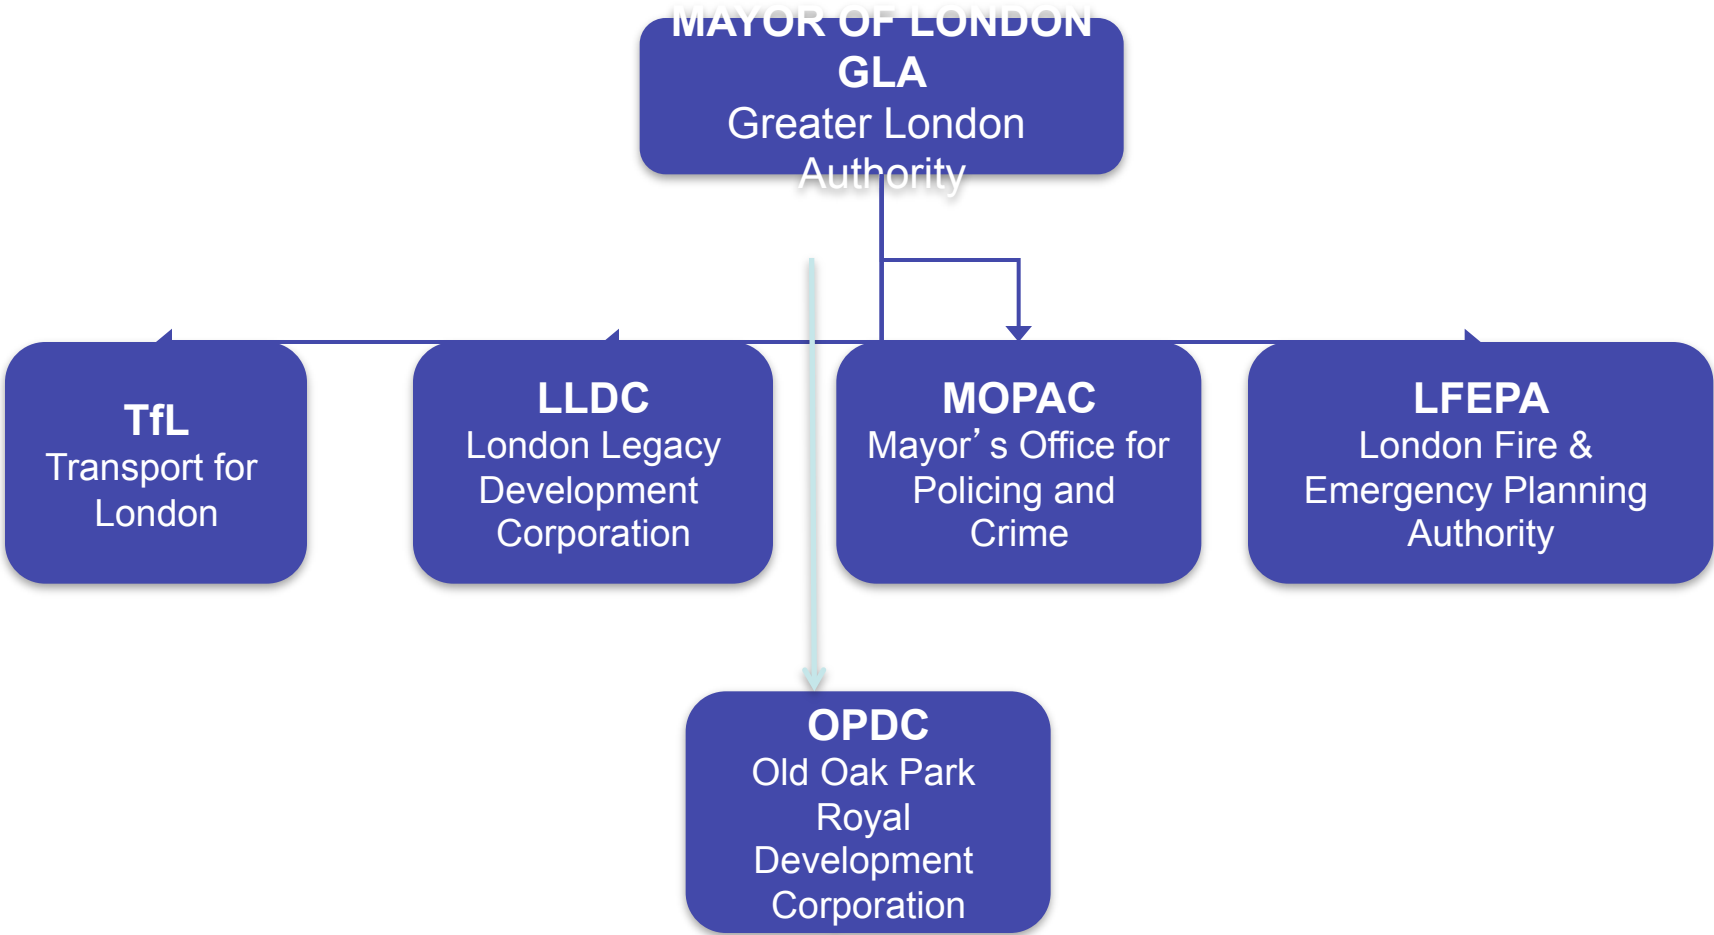 MAYOR OF LONDON
GLA
Greater London
Authority
TfL
Transport for
London
LLDC
London Legacy
Development
Corporation
MOPAC
Mayor’s Office for
Policing and
Crime
LFEPA
London Fire &
Emergency Planning
Authority
OPDC
Old Oak Park
Royal
Development
Corporation